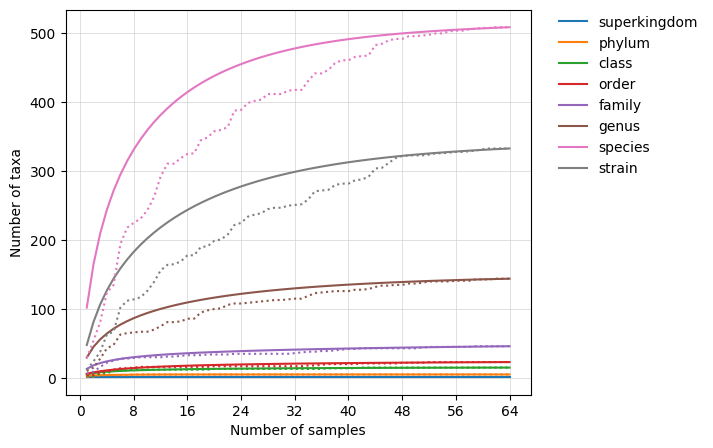 500
400
300
200
100
0
Number of taxa
0 8 16 24 32 40 48 56 64
Number of samples
superkingdom
phylum
class
order
family
genus
species
strain